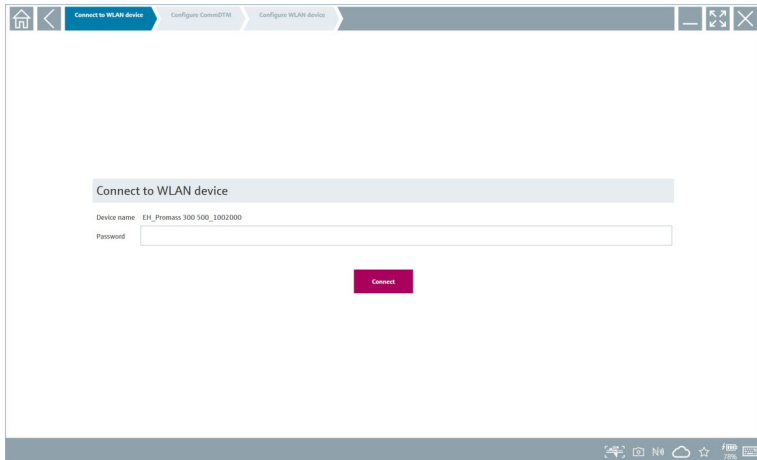 Connect to WLAN device
Configure CommDTM
Configure WLAN device
Connect to WLAN device
Device name EH_Promass 300 500_1002000
Password
Connect
78%